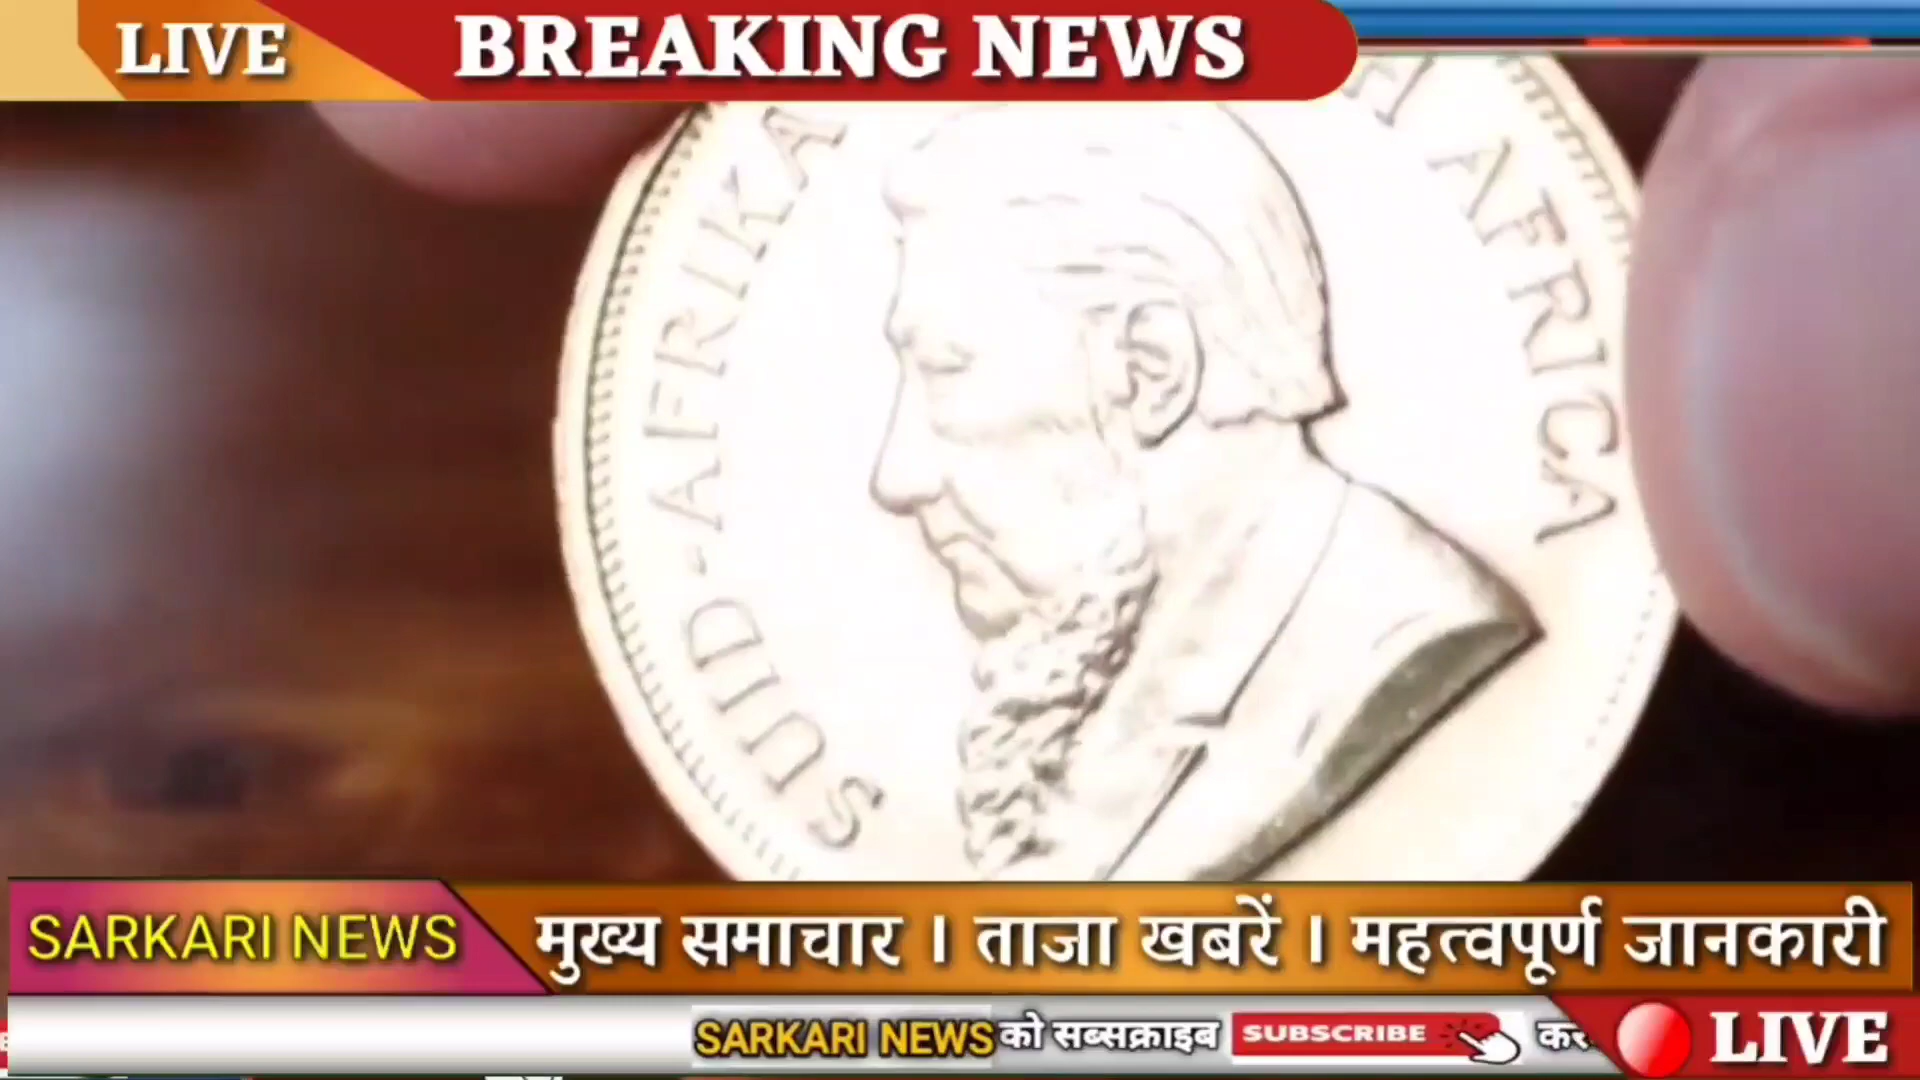 LIVE BREAKING NEWS
SUID-AFRIKA
AFRICA
SARKARI NEWS मुख्य समाचार । ताजा खबरें । महत्वपूर्ण जानकारी
SARKARI NEWS को सब्सक्राइब SUBSCRIBE LIVE